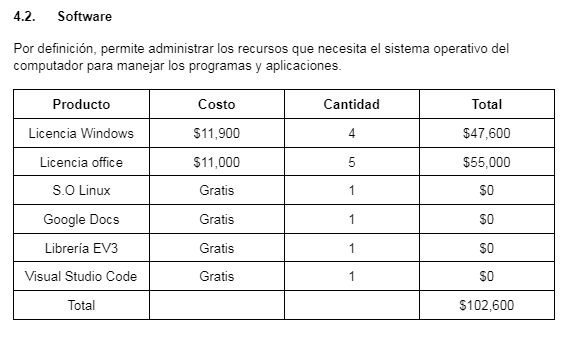 4.2. Software
Por definición, permite administrar los recursos que necesita el sistema operativo del
computador para manejar los programas y aplicaciones.
Producto Costo Cantidad Total
Licencia Windows $11,900 4 $47,600
Licencia office $11,000 5 $55,000
S.O Linux Gratis 1 $0
Google Docs Gratis 1 $0
Librería EV3 Gratis 1 $0
Visual Studio Code Gratis 1 $0
Total $102,600